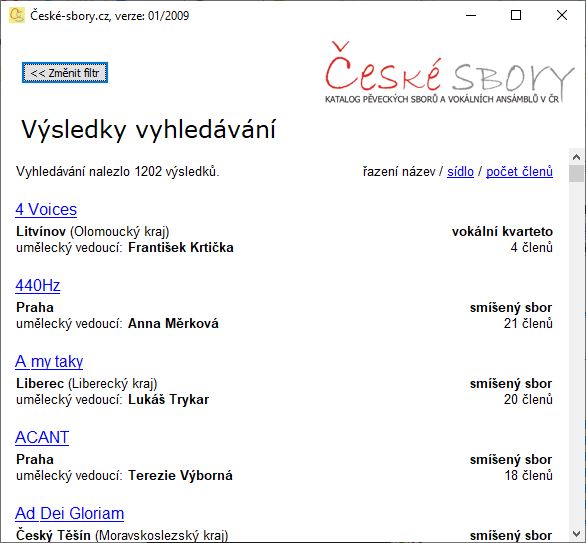 České-sbory.cz, verze: 01/2009
<< Změnit filtr
České sbory
KATALOG PĚVECKÝCH SBORŮ A VOKÁLNÍCH ANSÁMBLŮ V ČR
Výsledky vyhledávání
Vyhledávání nalezlo 1202 výsledků. řazení název / sídlo / počet členů
4 Voices
Litvínov (Olomoucký kraj) vokální kvarteto
umělecký vedoucí: František Krtička 4 členů
440Hz
Praha smíšený sbor
umělecký vedoucí: Anna Měrková 21 členů
A my taky
Liberec (Liberecký kraj) smíšený sbor
umělecký vedoucí: Lukáš Trykar 20 členů
ACANT
Praha smíšený sbor
umělecký vedoucí: Terezie Výborná 18 členů
Ad Dei Gloriam
Český Těšín (Moravskoslezský kraj) smíšený sbor